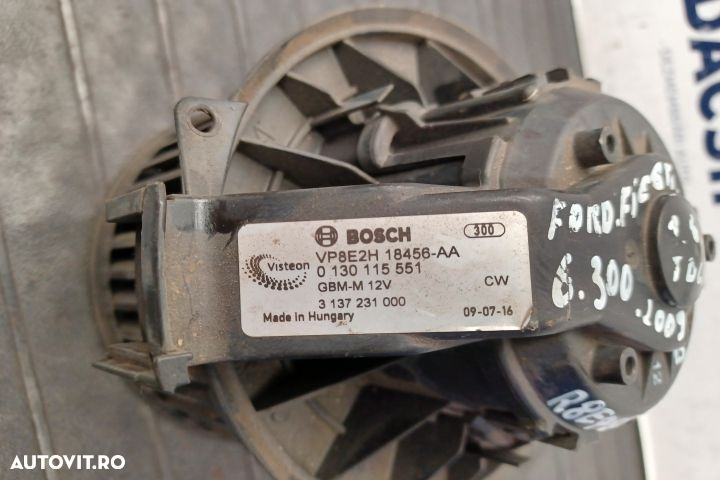 BOSCH
300
Visteon
VP8E2H 18456-AA
0 130 115 551
GBM-M 12V
CW
3 137 231 000
Made in Hungary
09-07-16
FORD.FIEST
6.300
.2009
AUTOVIT.RO